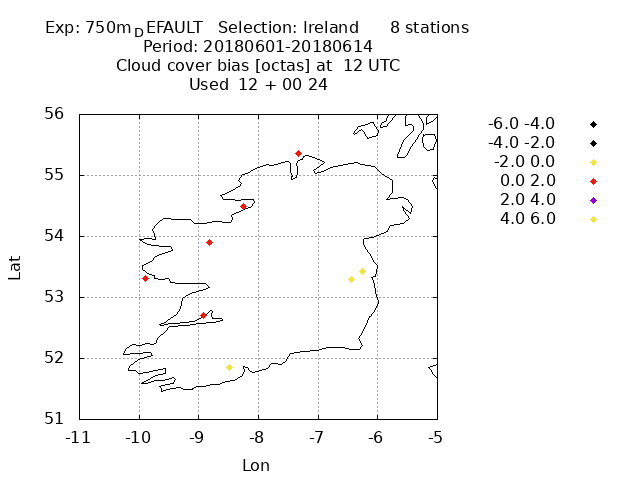 Exp: 750m_DEFAULT   Selection: Ireland      8 stations
Period: 20180601-20180614
Cloud cover bias [octas] at  12 UTC
Used  12 + 00 24
-6.0 -4.0
-4.0 -2.0
-2.0 0.0
0.0 2.0
2.0 4.0
4.0 6.0
56
55
54
53
52
51
Lat
-11 -10 -9 -8 -7 -6 -5
Lon